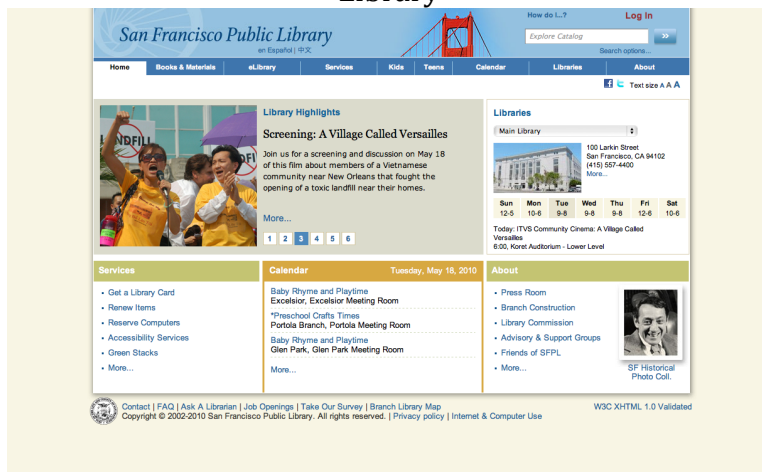 Library
How do I...?
Log In
San Francisco Public Library
en Español | 中文
Explore Catalog
>>
Search options...
Home Books & Materials eLibrary Services Kids Teens Calendar Libraries About
Text size A A A
NDFILL
Library Highlights
Screening: A Village Called Versailles
Join us for a screening and discussion on May 18
of this film about members of a Vietnamese
community near New Orleans that fought the
opening of a toxic landfill near their homes.
More...
1 2 3 4 5 6
Libraries
Main Library
100 Larkin Street
San Francisco, CA 94102
(415) 557-4400
More...
Sun Mon Tue Wed Thu Fri Sat
12-5 10-6 9-8 9-8 9-8 12-6 10-6
Today: ITVS Community Cinema: A Village Called
Versailles
6:00, Koret Auditorium - Lower Level
Services
• Get a Library Card
• Renew Items
• Reserve Computers
• Accessibility Services
• Green Stacks
• More...
Calendar Tuesday, May 18, 2010
Baby Rhyme and Playtime
Excelsior, Excelsior Meeting Room
*Preschool Crafts Times
Portola Branch, Portola Meeting Room
Baby Rhyme and Playtime
Glen Park, Glen Park Meeting Room
More...
About
• Press Room
• Branch Construction
• Library Commission
• Advisory & Support Groups
• Friends of SFPL
• More...
SF Historical
Photo Coll.
Contact | FAQ | Ask A Librarian | Job Openings | Take Our Survey | Branch Library Map
Copyright © 2002-2010 San Francisco Public Library. All rights reserved. | Privacy policy | Internet & Computer Use
W3C XHTML 1.0 Validated